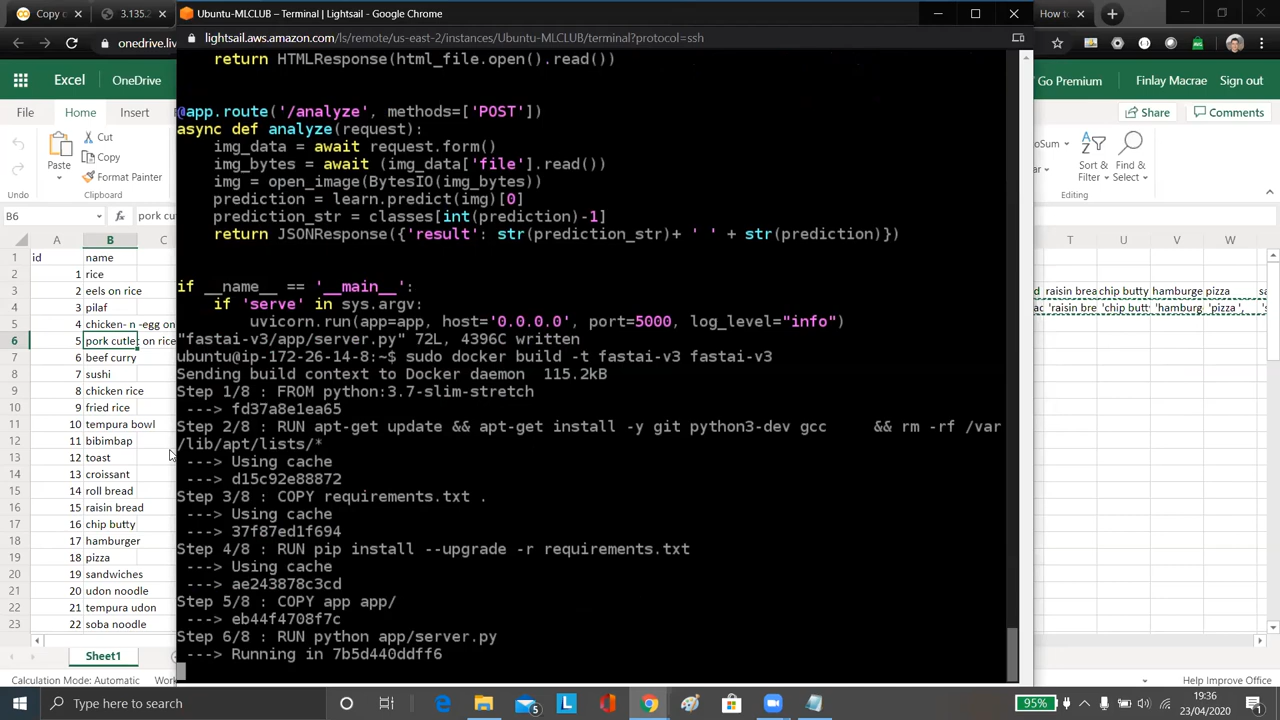 Copy c
3.135.2
Ubuntu-MLCLUB – Terminal | Lightsail - Google Chrome
How to
onedrive.li
lightsail.aws.amazon.com/ls/remote/us-east-2/instances/Ubuntu-MLCLUB/terminal?protocol=ssh
Excel
OneDrive
Go Premium
Finlay Macrae
Sign out
File
Home
Insert
Share
Comments
Cut
Copy
Format Painter
Paste
Clipboard
Sort &
Filter
Find &
Select
Editing
B6
fx
pork cut
A
B
C
T
U
V
W
id
name
1 rice
2 eels on rice
3 pilaf
4 chicken- n -egg on
5 pork cutlet on rice
6 beef curry
7 sushi
8 chicken rice
9 fried rice
10 tempura bowl
11 bibimbap
12 toast
13 croissant
14 roll bread
15 raisin bread
16 chip butty
17 hamburger
18 pizza
19 sandwiches
20 udon noodle
21 tempura udon
22 soba noodle
1
2
3
4
5
6
7
8
9
10
11
12
13
14
15
16
17
18
19
20
21
22
23
d raisin brea chip butty hamburge pizza sa
return HTMLResponse(html_file.open().read())
@app.route('/analyze', methods=['POST'])
async def analyze(request):
img_data = await request.form()
img_bytes = await (img_data['file'].read())
img = open_image(BytesIO(img_bytes))
prediction = learn.predict(img)[0]
prediction_str = classes[int(prediction)-1]
return JSONResponse({'result': str(prediction_str)+ ' ' + str(prediction)})
if __name__ == '__main__':
if 'serve' in sys.argv:
uvicorn.run(app=app, host='0.0.0.0', port=5000, log_level="info")
"fastai-v3/app/server.py" 72L, 4396C written
ubuntu@ip-172-26-14-8:~$ sudo docker build -t fastai-v3 fastai-v3
Sending build context to Docker daemon  115.2kB
Step 1/8 : FROM python:3.7-slim-stretch
---> fd37a8e1ea65
Step 2/8 : RUN apt-get update && apt-get install -y git python3-dev gcc     && rm -rf /var
/lib/apt/lists/*
---> Using cache
---> d15c92e88872
Step 3/8 : COPY requirements.txt .
---> Using cache
---> 37f87ed1f694
Step 4/8 : RUN pip install --upgrade -r requirements.txt
---> Using cache
---> ae243878c3cd
Step 5/8 : COPY app app/
---> eb44f4708f7c
Step 6/8 : RUN python app/server.py
---> Running in 7b5d440ddff6
Sheet1
Calculation Mode: Automatic
Help Improve Office
Type here to search
5
95%
19:36
23/04/2020